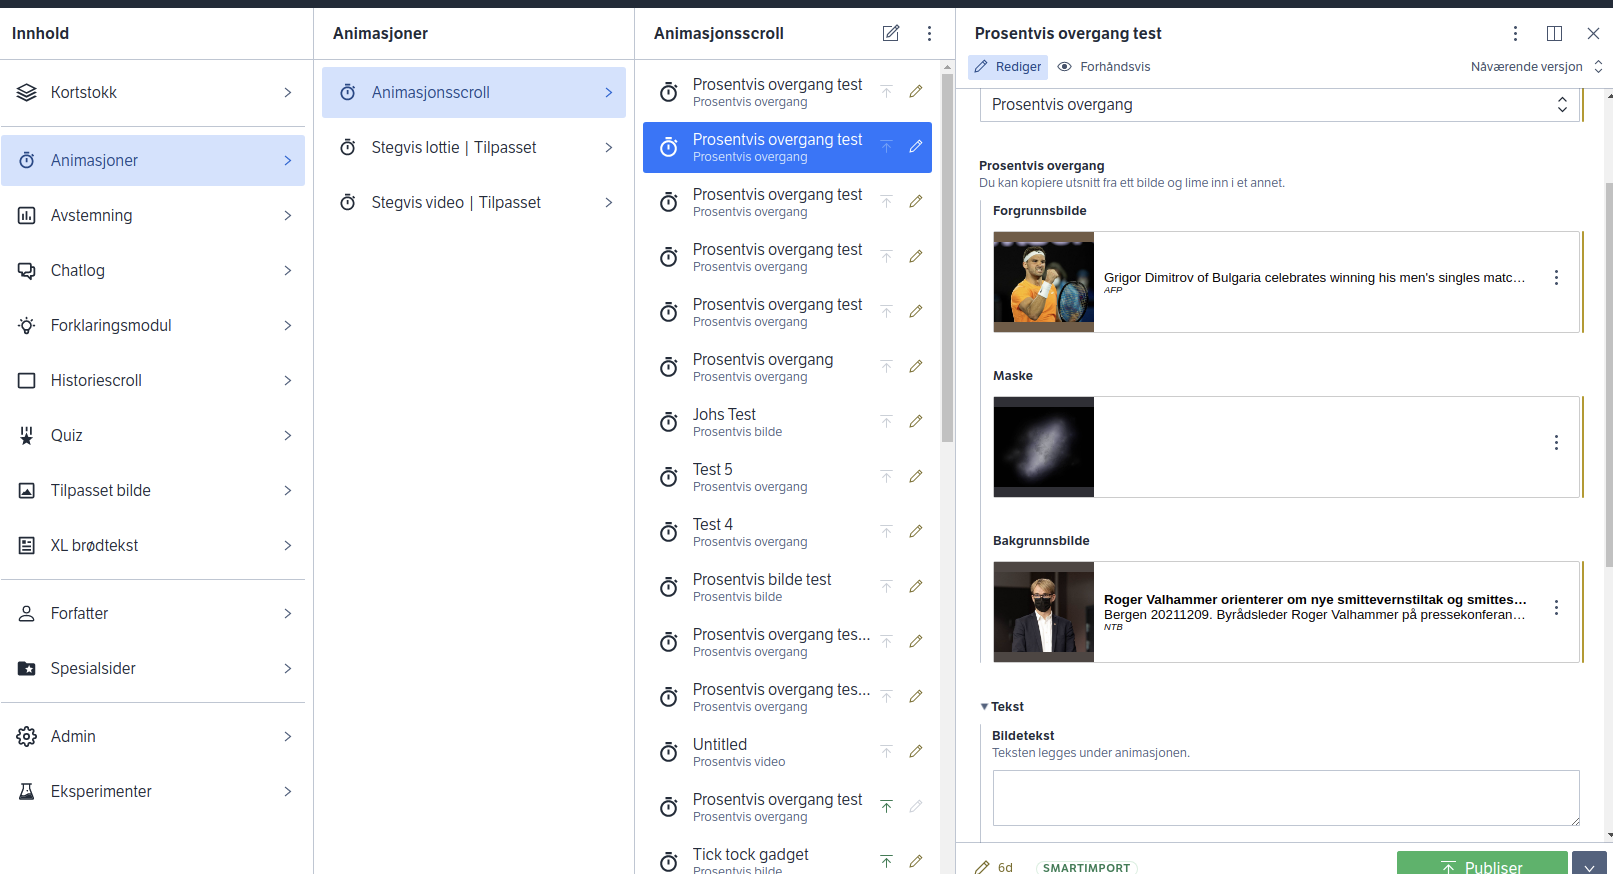 Innhold
Kortstokk
Animasjoner
Avstemning
Chatlog
Forklaringsmodul
Historiescroll
Quiz
Tilpasset bilde
XL brødtekst
Forfatter
Spesialsider
Admin
Eksperimenter
Animasjoner
Animasjonsscroll
Stegvis lottie | Tilpasset
Stegvis video | Tilpasset
Animasjonsscroll
Prosentvis overgang test
Prosentvis overgang
Prosentvis overgang test
Prosentvis overgang
Prosentvis overgang test
Prosentvis overgang
Prosentvis overgang test
Prosentvis overgang
Prosentvis overgang test
Prosentvis overgang
Prosentvis overgang
Prosentvis overgang
Johs Test
Prosentvis bilde
Test 5
Prosentvis overgang
Test 4
Prosentvis overgang
Prosentvis bilde test
Prosentvis bilde
Prosentvis overgang tes...
Prosentvis overgang
Prosentvis overgang tes...
Prosentvis overgang
Untitled
Prosentvis video
Prosentvis overgang test
Prosentvis overgang
Tick tock gadget
Prosentvis bilde
Prosentvis overgang test
Rediger
Forhåndsvis
Nåværende versjon
Prosentvis overgang
Prosentvis overgang
Du kan kopiere utsnitt fra ett bilde og lime inn i et annet.
Forgrunnsbilde
Grigor Dimitrov of Bulgaria celebrates winning his men's singles matc...
AFP
Maske
Bakgrunnsbilde
Roger Valhammer orienterer om nye smittevernstiltak og smittes...
Bergen 20211209. Byrådsleder Roger Valhammer på pressekonferan...
NTB
Tekst
Bildetekst
Teksten legges under animasjonen.
6d
SMARTIMPORT
Publiser